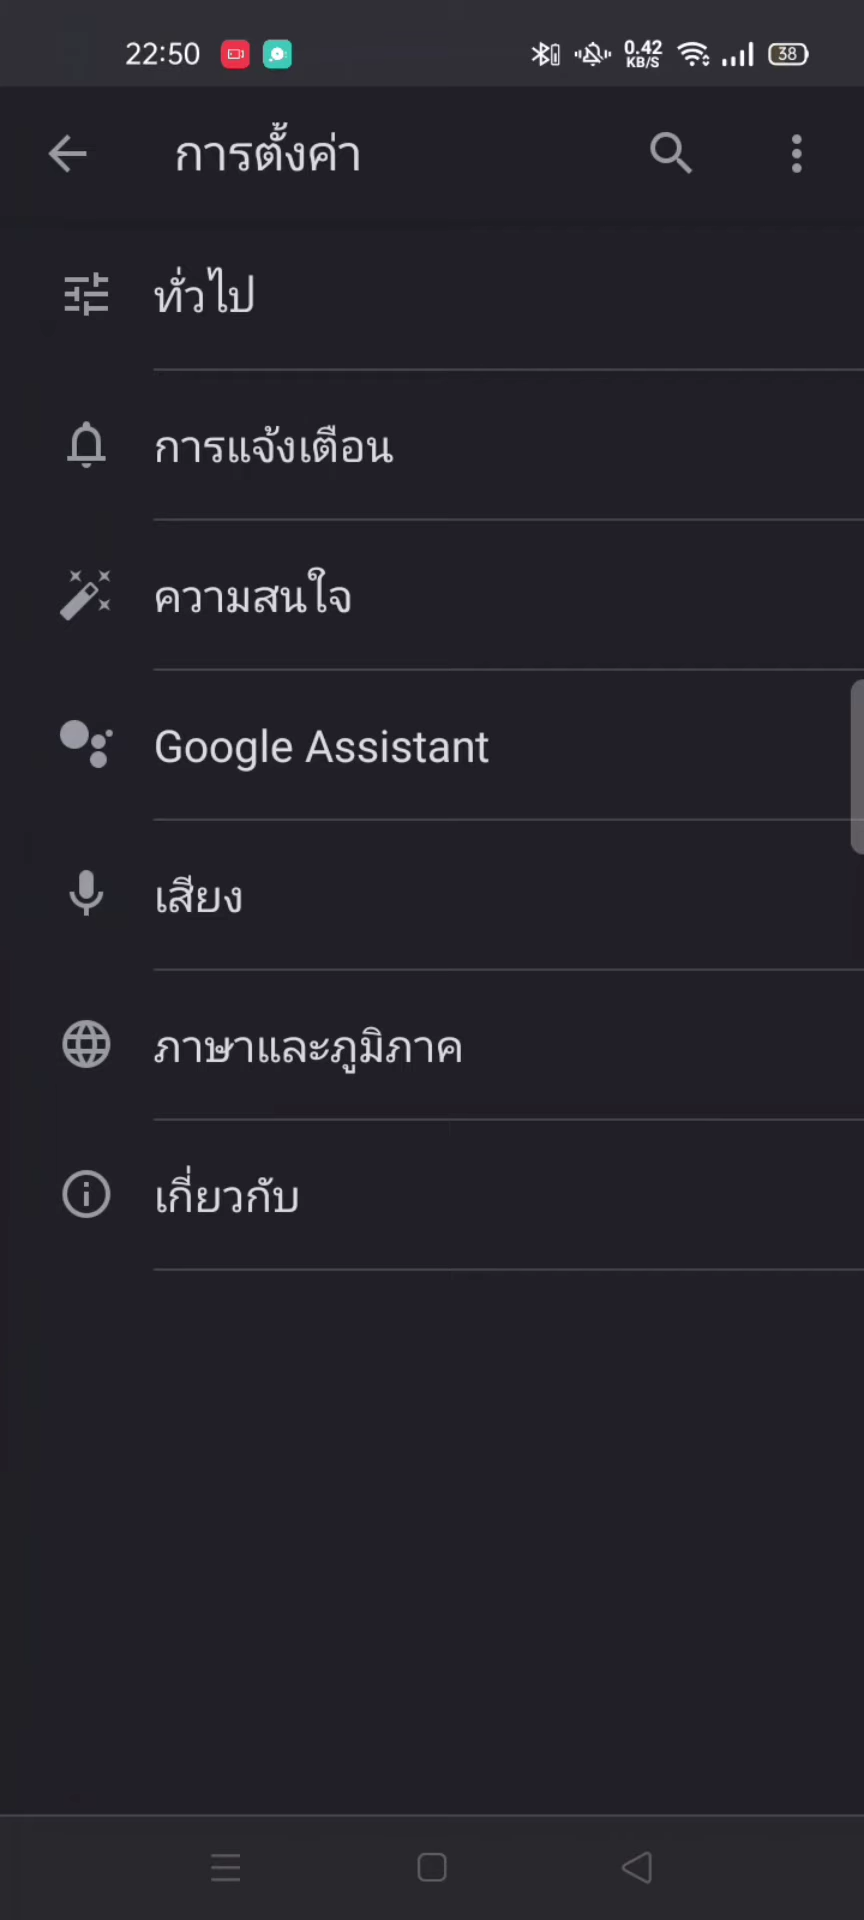 22:50
0.42
KB/S
38
การตั้งค่า
ทั่วไป
การแจ้งเตือน
ความสนใจ
Google Assistant
เสียง
ภาษาและภูมิภาค
เกี่ยวกับ